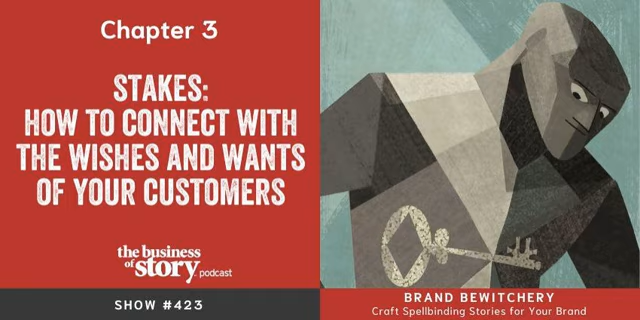 Chapter 3
STAKES:
HOW TO CONNECT WITH
THE WISHES AND WANTS
OF YOUR CUSTOMERS
the business
of story podcast
SHOW #423
BRAND BEWITCHERY
Craft Spellbinding Stories for Your Brand